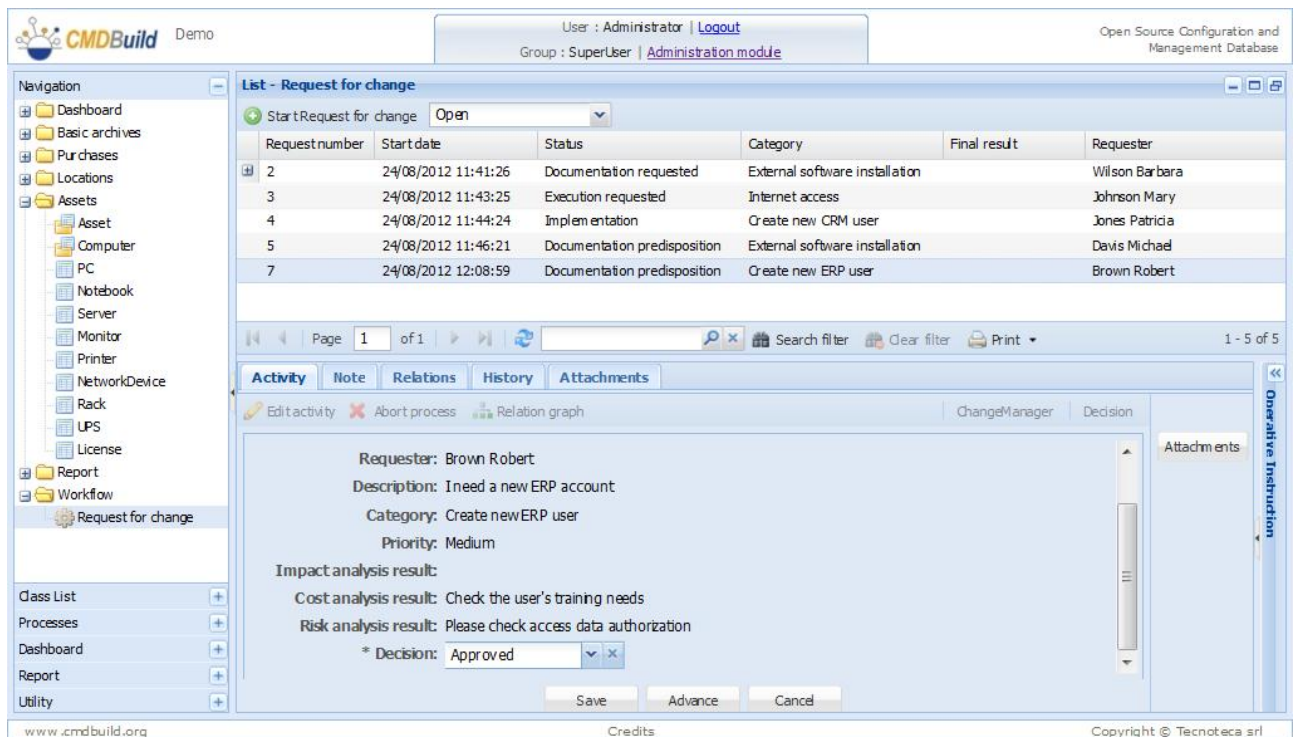 CMDBuild Demo
User : Administrator | Logout
Group : SuperUser | Administration module
Open Source Configuration and
Management Database
Navigation
Dashboard
Basic archives
Purchases
Locations
Assets
Asset
Computer
PC
Notebook
Server
Monitor
Printer
NetworkDevice
Rack
UPS
License
Report
Workflow
Request for change
Class List
Processes
Dashboard
Report
Utility
List - Request for change
Start Request for change Open
Request number Start date Status Category Final result Requester
2 24/08/2012 11:41:26 Documentation requested External software installation Wilson Barbara
3 24/08/2012 11:43:25 Execution requested Internet access Johnson Mary
4 24/08/2012 11:44:24 Implementation Create new CRM user Jones Patricia
5 24/08/2012 11:46:21 Documentation predisposition External software installation Davis Michael
7 24/08/2012 12:08:59 Documentation predisposition Create new ERP user Brown Robert
Page 1 of 1 Search filter Clear filter Print 1 - 5 of 5
Activity Note Relations History Attachments
Edit activity Abort process Relation graph ChangeManager Decision
Requester: Brown Robert
Description: I need a new ERP account
Category: Create new ERP user
Priority: Medium
Impact analysis result:
Cost analysis result: Check the user's training needs
Risk analysis result: Please check access data authorization
* Decision: Approved
Save Advance Cancel
Attachments
Operative Instruction
www.cmdbuild.org Credits Copyright © Tecnoteca srl